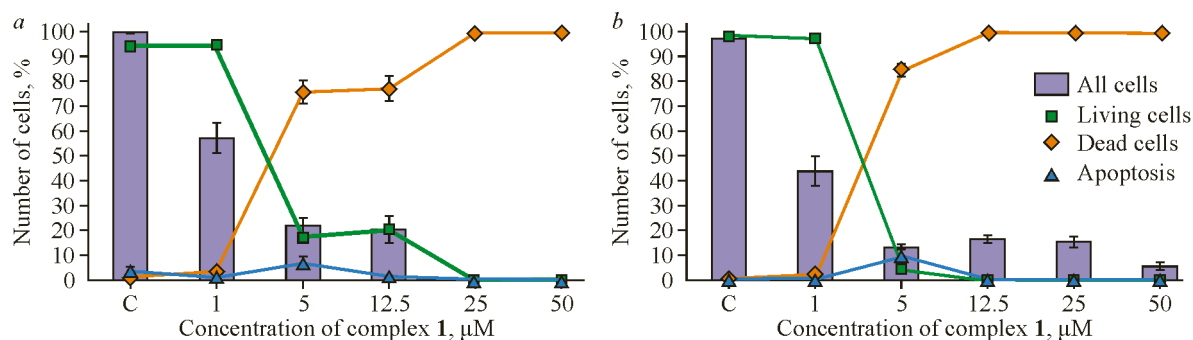 a
Number of cells, %
100
90
80
70
60
50
40
30
20
10
0
C 1 5 12.5 25 50
Concentration of complex 1, μM
b
Number of cells, %
100
90
80
70
60
50
40
30
20
10
0
C 1 5 12.5 25 50
Concentration of complex 1, μM
All cells
Living cells
Dead cells
Apoptosis